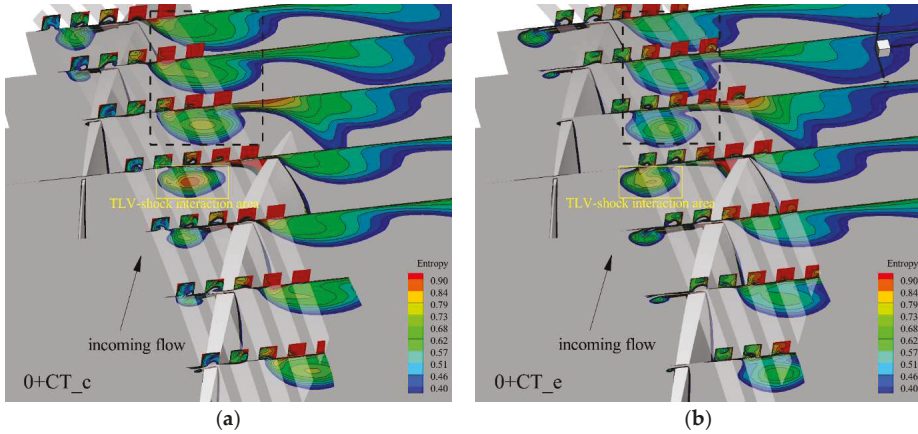 TLV-shock interaction area
incoming flow
0+CT_c
Entropy
0.90
0.84
0.79
0.73
0.68
0.62
0.57
0.51
0.46
0.40
(a)
TLV-shock interaction area
incoming flow
0+CT_e
Entropy
0.90
0.84
0.79
0.73
0.68
0.62
0.57
0.51
0.46
0.40
(b)